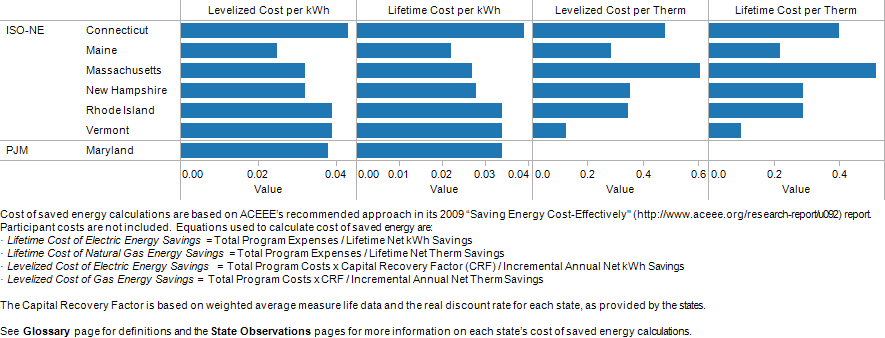 Levelized Cost per kWh Lifetime Cost per kWh Levelized Cost per Therm Lifetime Cost per Therm
ISO-NE Connecticut
Maine
Massachusetts
New Hampshire
Rhode Island
Vermont
PJM Maryland
0.00 0.02 0.04 0.00 0.01 0.02 0.03 0.04 0.0 0.2 0.4 0.6 0.0 0.2 0.4
Value Value Value Value
Cost of saved energy calculations are based on ACEEE's recommended approach in its 2009 "Saving Energy Cost-Effectively" (http://www.aceee.org/research-report/u092) report.
Participant costs are not included. Equations used to calculate cost of saved energy are:
· Lifetime Cost of Electric Energy Savings = Total Program Expenses / Lifetime Net kWh Savings
· Lifetime Cost of Natural Gas Energy Savings = Total Program Expenses / Lifetime Net Therm Savings
· Levelized Cost of Electric Energy Savings = Total Program Costs x Capital Recovery Factor (CRF) / Incremental Annual Net kWh Savings
· Levelized Cost of Gas Energy Savings = Total Program Costs x CRF / Incremental Annual Net Therm Savings
The Capital Recovery Factor is based on weighted average measure life data and the real discount rate for each state, as provided by the states.
See Glossary page for definitions and the State Observations pages for more information on each state's cost of saved energy calculations.